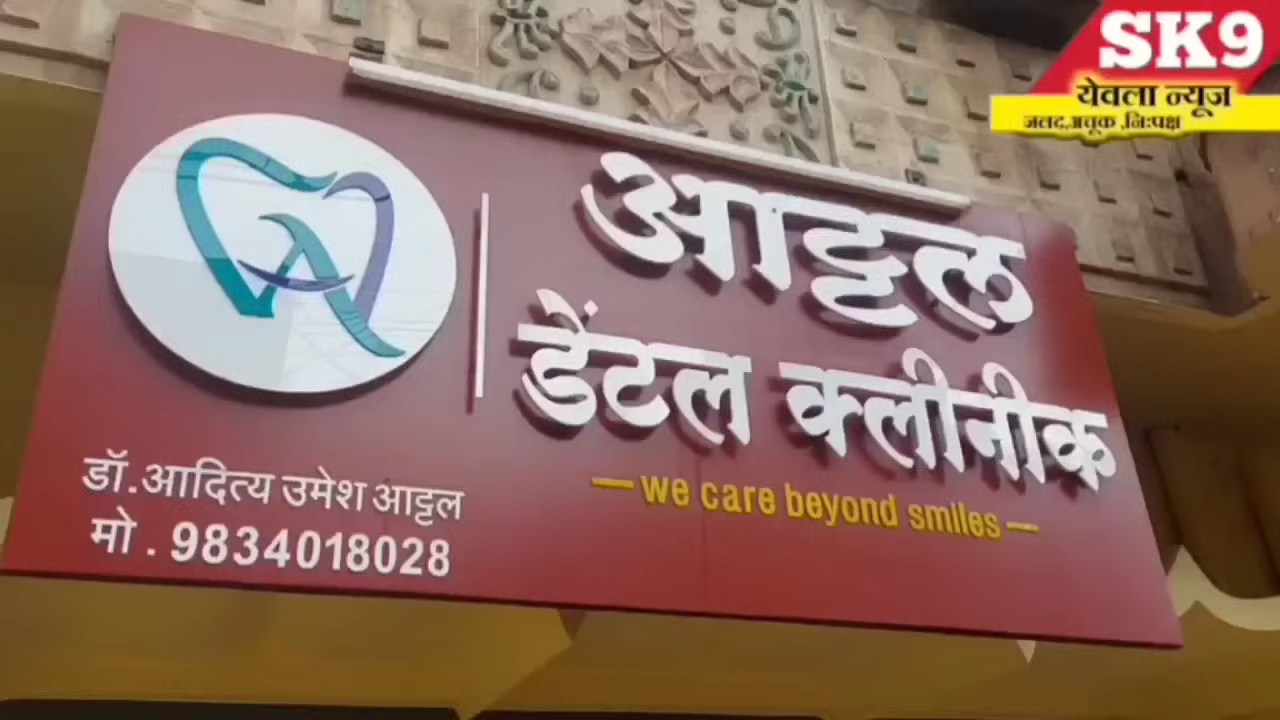 SK9
येवला न्यूज
जलद,अचूक ,निःपक्ष
आट्टल
डेंटल क्लीनीक
we care beyond smiles
डॉ.आदित्य उमेश आट्टल
मो . 9834018028